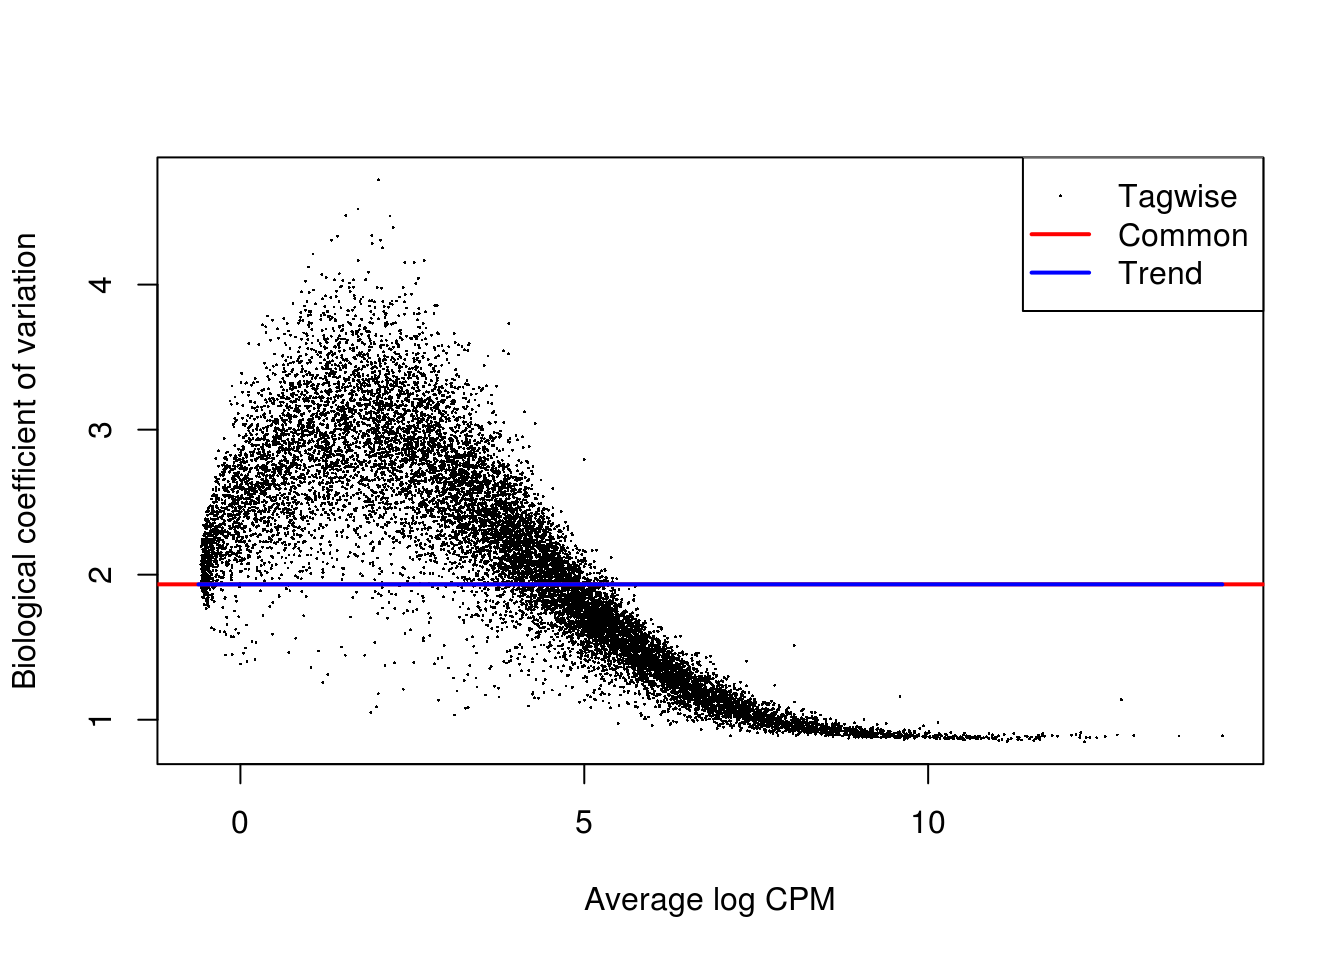 Tagwise
Common
Trend
Biological coefficient of variation
4
3
2
1
0
5
10
Average log CPM